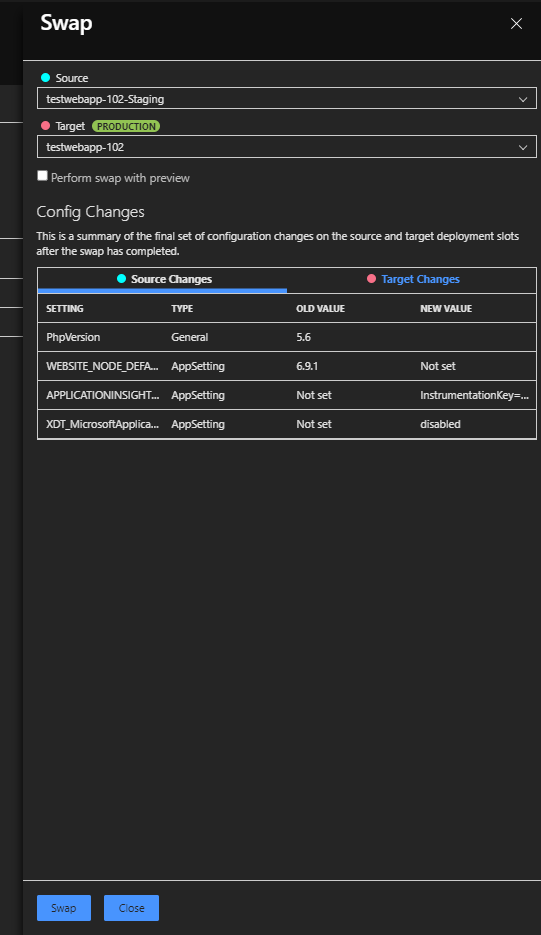 Swap
Source
testwebapp-102-Staging
Target PRODUCTION
testwebapp-102
Perform swap with preview
Config Changes
This is a summary of the final set of configuration changes on the source and target deployment slots
after the swap has completed.
Source Changes Target Changes
SETTING TYPE OLD VALUE NEW VALUE
PhpVersion General 5.6
WEBSITE_NODE_DEFA... AppSetting 6.9.1 Not set
APPLICATIONINSIGHT... AppSetting Not set InstrumentationKey=...
XDT_MicrosoftApplica... AppSetting Not set disabled
Swap Close